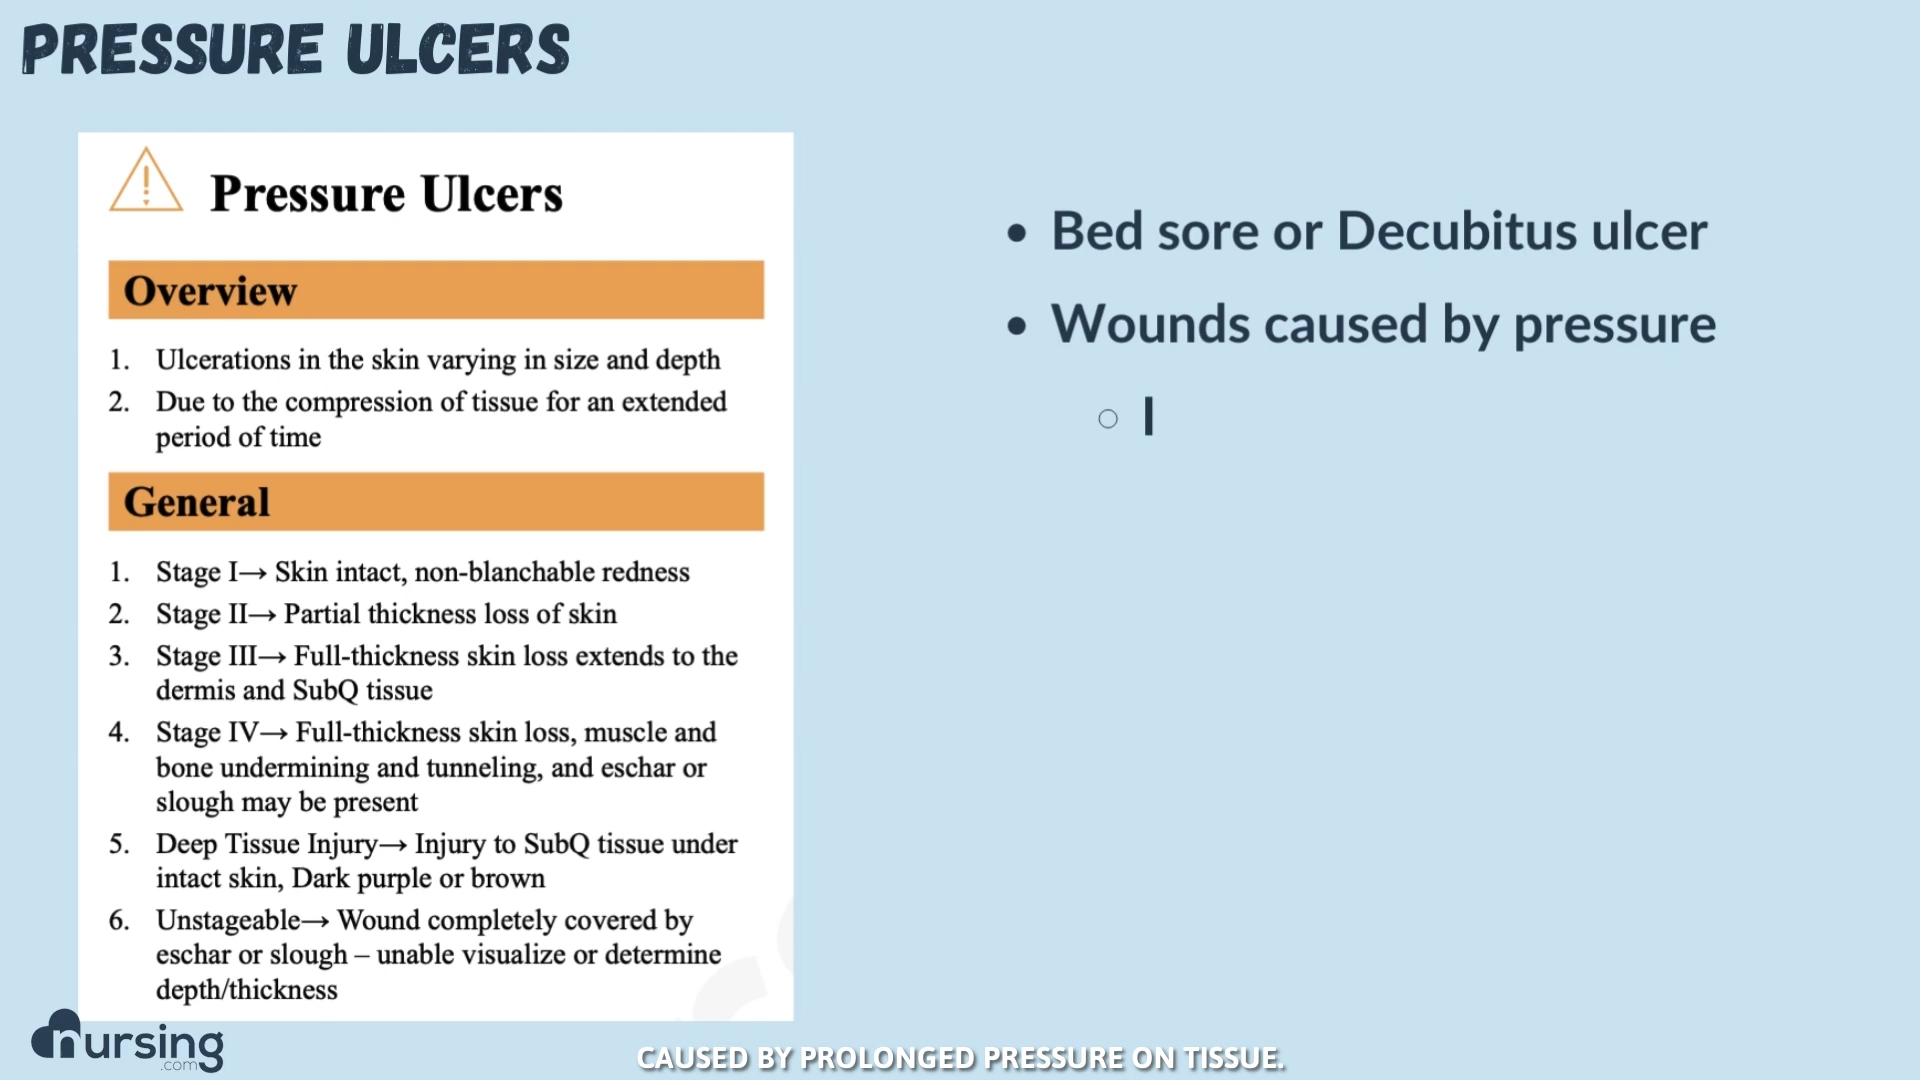 PRESSURE ULCERS
Pressure Ulcers
Overview
1. Ulcerations in the skin varying in size and depth
2. Due to the compression of tissue for an extended
period of time
General
1. Stage I→ Skin intact, non-blanchable redness
2. Stage II→ Partial thickness loss of skin
3. Stage III→ Full-thickness skin loss extends to the
dermis and SubQ tissue
4. Stage IV→ Full-thickness skin loss, muscle and
bone undermining and tunneling, and eschar or
slough may be present
5. Deep Tissue Injury→ Injury to SubQ tissue under
intact skin, Dark purple or brown
6. Unstageable→ Wound completely covered by
eschar or slough – unable visualize or determine
depth/thickness
• Bed sore or Decubitus ulcer
• Wounds caused by pressure
○ I
nursing
.com
CAUSED BY PROLONGED PRESSURE ON TISSUE.